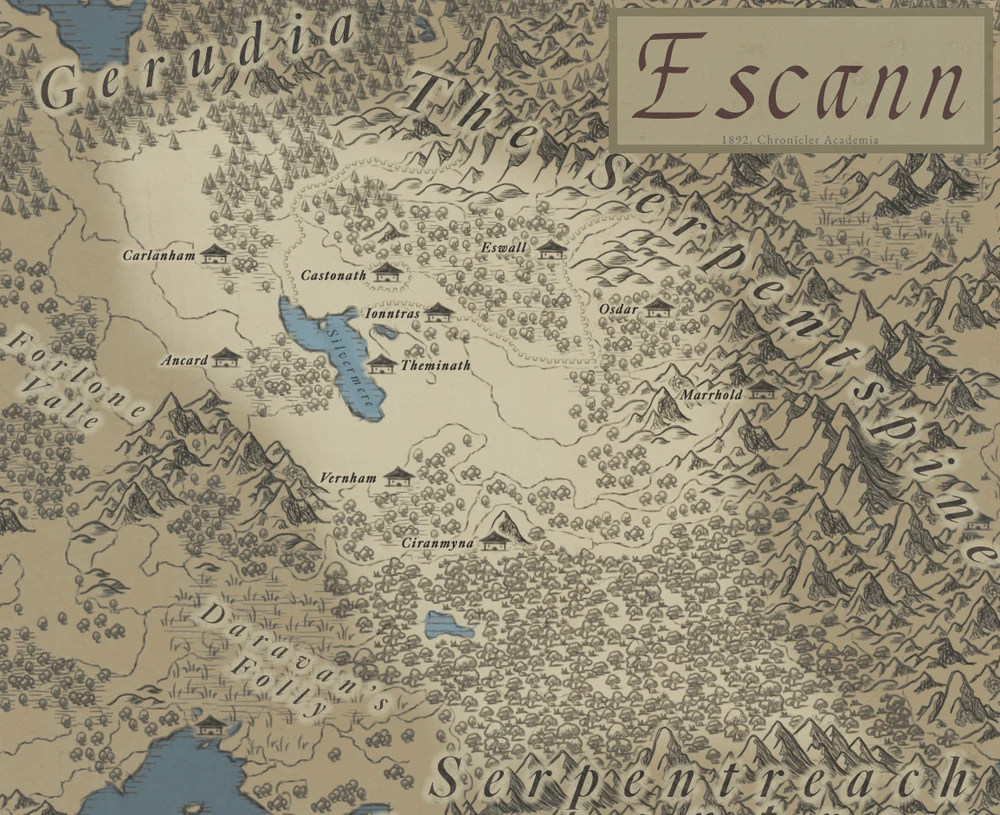 Escann
1892, Chronicler Academia
Gerudia
The Serpentspine
Carlanham
Eswall
Castonath
Ionntras
Osdar
Silvermere
Forlone
Vale
Ancard
Theminath
Marrhold
Vernham
Ciranmyna
Daravan's
Folly
Serpentreach